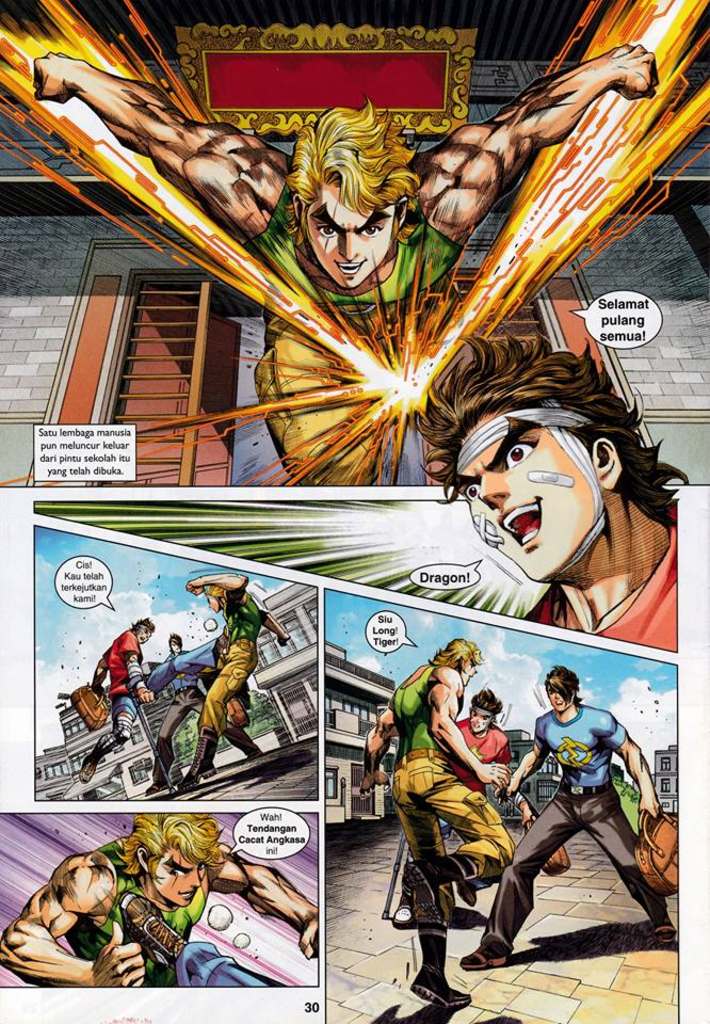 Selamat
pulang
semua!
Satu lembaga manusia
pun meluncur keluar
dari pintu sekolah itu
yang telah dibuka.
Dragon!
Cis!
Kau telah
terkejutkan
kami!
Siu
Long!
Tiger!
Wah!
Tendangan
Cacat Angkasa
ini!
30